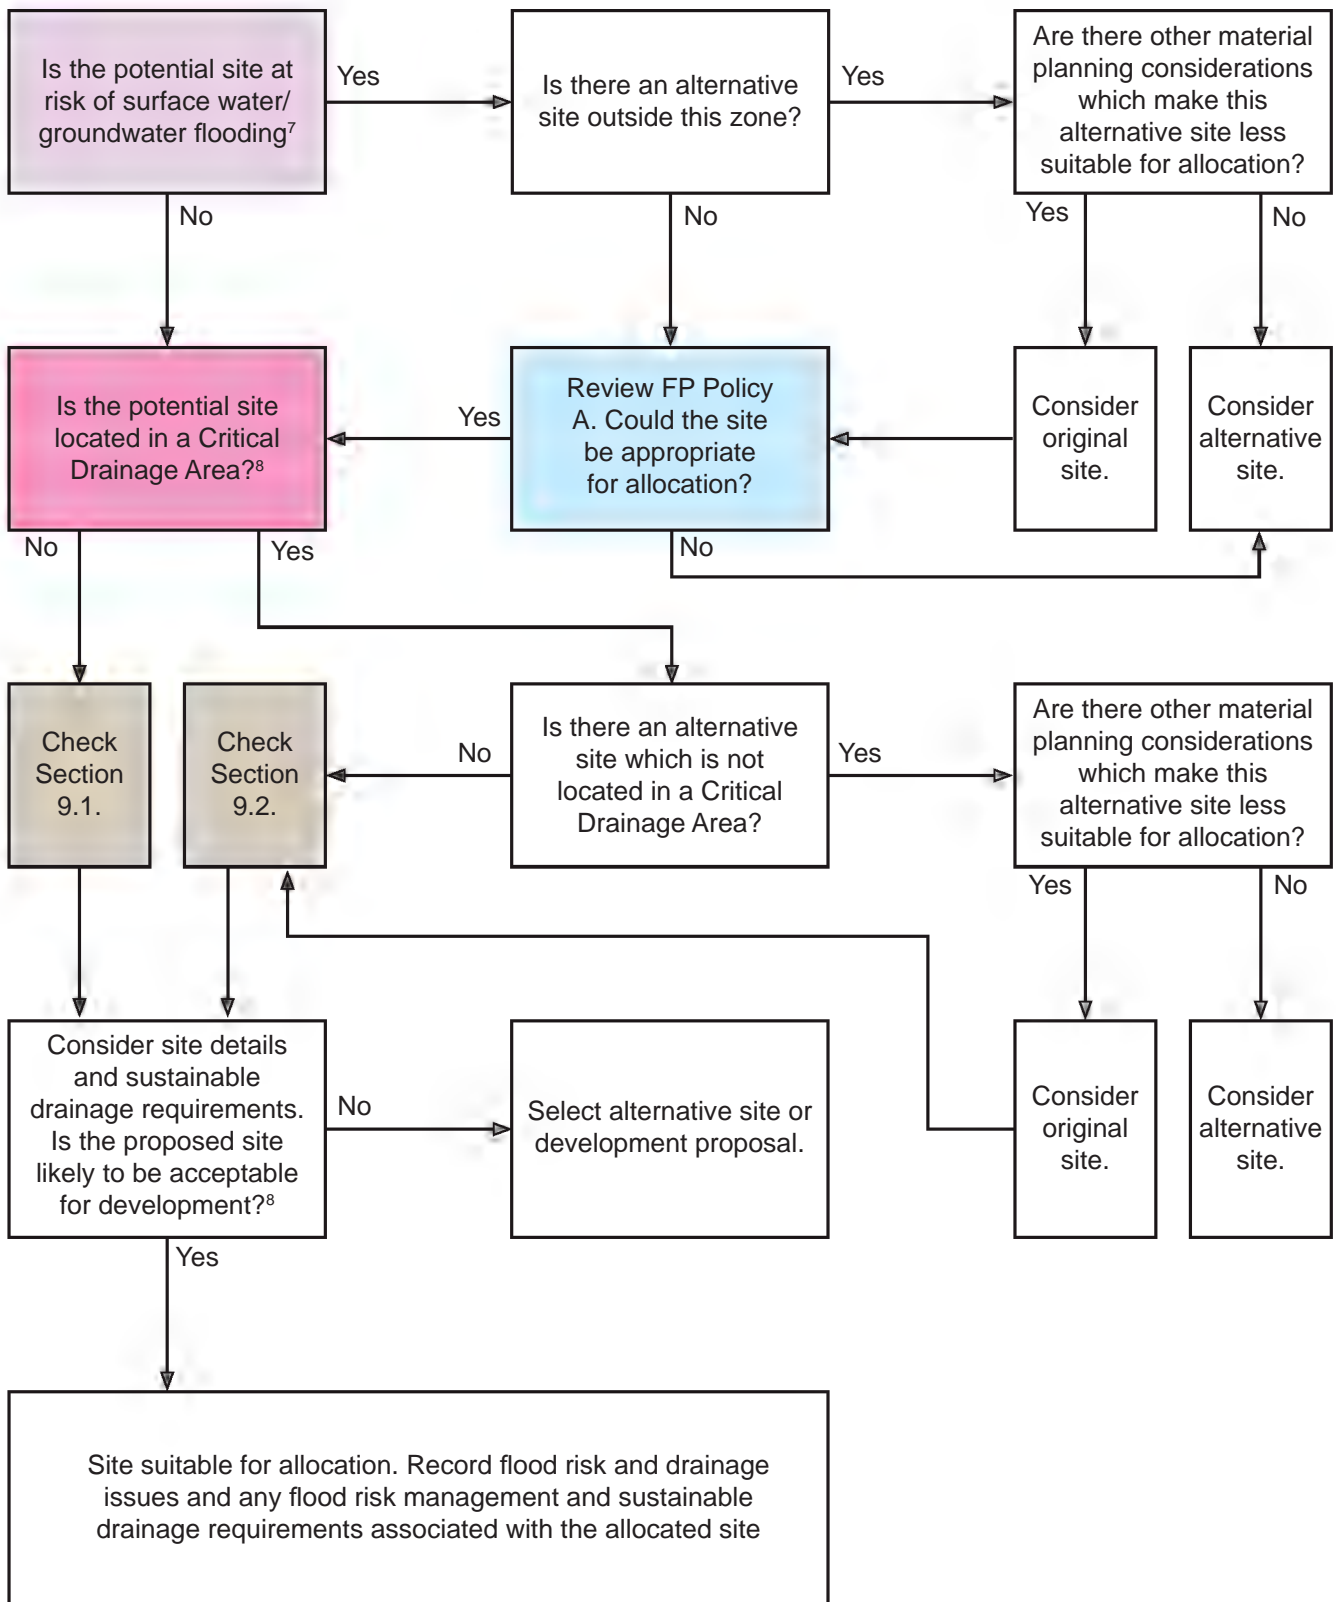 Is the potential site at
risk of surface water/
groundwater flooding⁷
Yes
Is there an alternative
site outside this zone?
Yes
Are there other material
planning considerations
which make this
alternative site less
suitable for allocation?
No
No
Yes
No
Is the potential site
located in a Critical
Drainage Area?⁸
Yes
Review FP Policy
A. Could the site
be appropriate
for allocation?
Consider
original
site.
Consider
alternative
site.
No
Yes
No
Check
Section
9.1.
Check
Section
9.2.
No
Is there an alternative
site which is not
located in a Critical
Drainage Area?
Yes
Are there other material
planning considerations
which make this
alternative site less
suitable for allocation?
Yes
No
Consider site details
and sustainable
drainage requirements.
Is the proposed site
likely to be acceptable
for development?⁸
No
Select alternative site or
development proposal.
Consider
original
site.
Consider
alternative
site.
Yes
Site suitable for allocation. Record flood risk and drainage
issues and any flood risk management and sustainable
drainage requirements associated with the allocated site